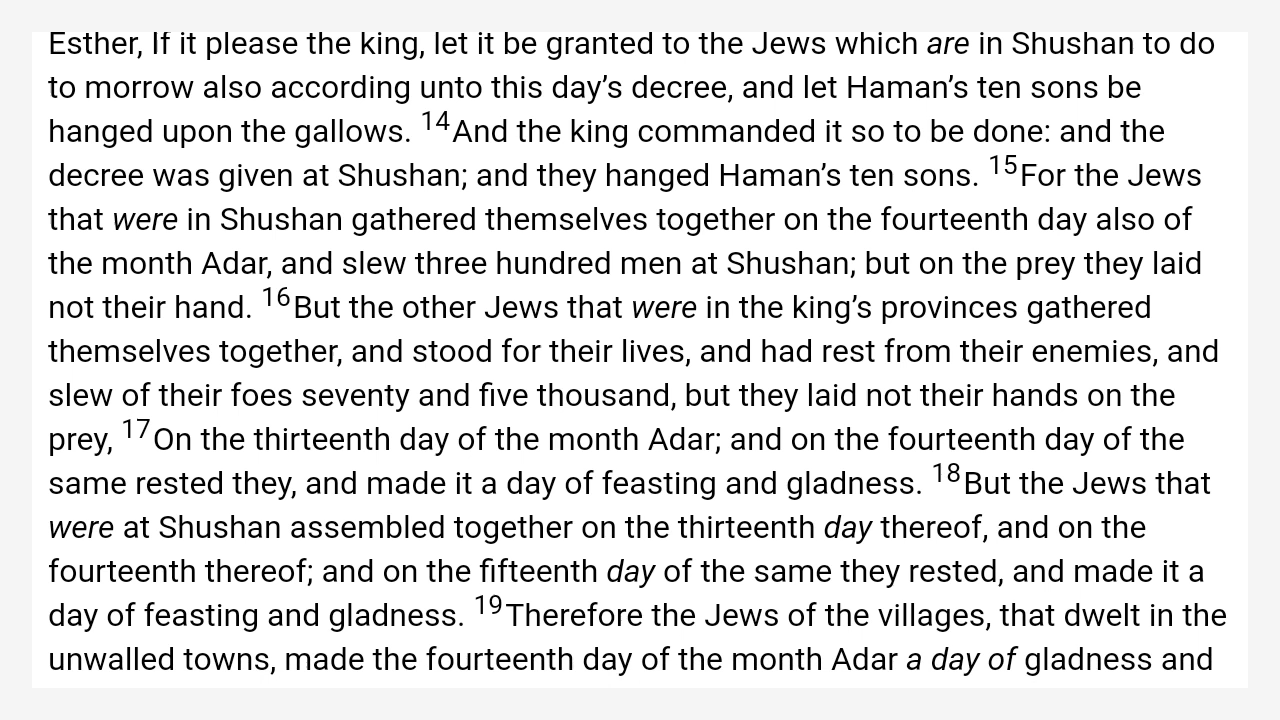 Esther, If it please the king, let it be granted to the Jews which are in Shushan to do
to morrow also according unto this day’s decree, and let Haman’s ten sons be
hanged upon the gallows. 14And the king commanded it so to be done: and the
decree was given at Shushan; and they hanged Haman’s ten sons. 15For the Jews
that were in Shushan gathered themselves together on the fourteenth day also of
the month Adar, and slew three hundred men at Shushan; but on the prey they laid
not their hand. 16But the other Jews that were in the king’s provinces gathered
themselves together, and stood for their lives, and had rest from their enemies, and
slew of their foes seventy and five thousand, but they laid not their hands on the
prey, 17On the thirteenth day of the month Adar; and on the fourteenth day of the
same rested they, and made it a day of feasting and gladness. 18But the Jews that
were at Shushan assembled together on the thirteenth day thereof, and on the
fourteenth thereof; and on the fifteenth day of the same they rested, and made it a
day of feasting and gladness. 19Therefore the Jews of the villages, that dwelt in the
unwalled towns, made the fourteenth day of the month Adar a day of gladness and